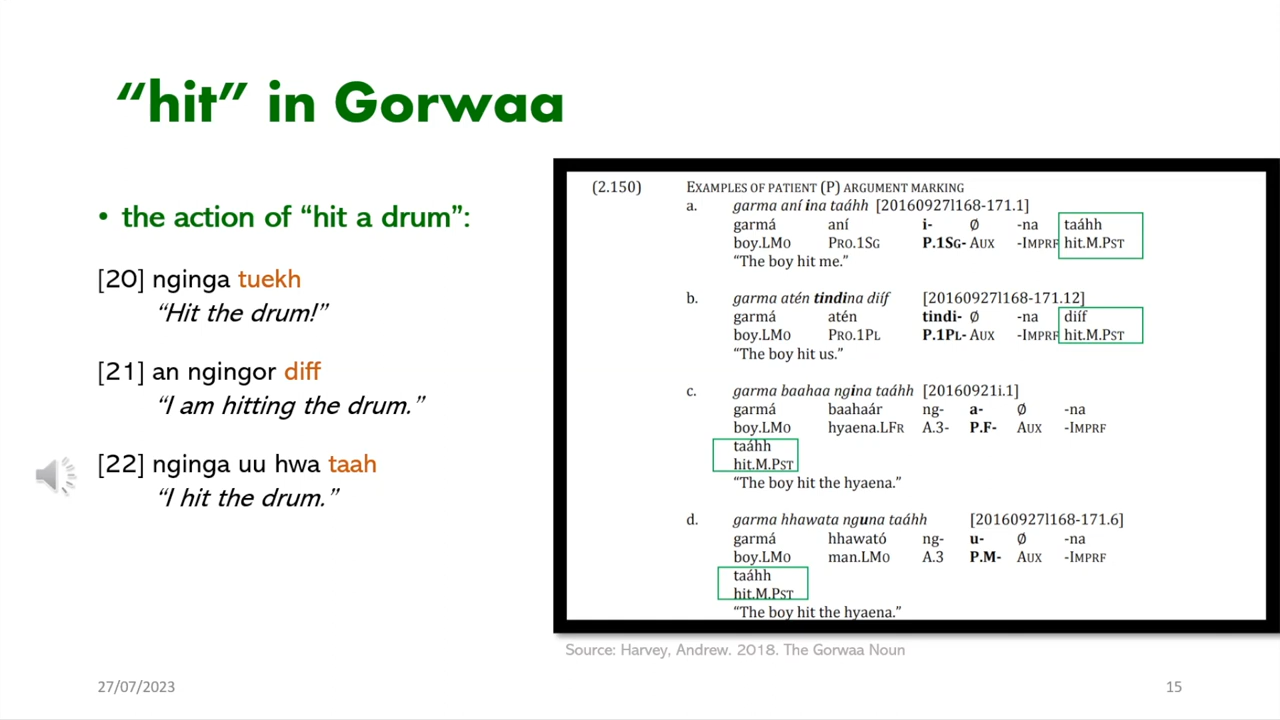 “hit” in Gorwaa
• the action of “hit a drum”:
[20] nginga tuekh
“Hit the drum!”
[21] an ngingor diff
“I am hitting the drum.”
[22] nginga uu hwa taah
“I hit the drum.”
(2.150) EXAMPLES OF PATIENT (P) ARGUMENT MARKING
a. garma aní ina taáhh [20160927l168-171.1]
garmá aní i- Ø -na taáhh
boy.LMO PRO.1SG P.1SG- AUX -IMPRF hit.M.PST
“The boy hit me.”
b. garma atén tindina diíf [20160927l168-171.12]
garmá atén tindi- Ø -na diíf
boy.LMO PRO.1PL P.1PL- AUX -IMPRF hit.M.PST
“The boy hit us.”
c. garma baahaa ngina taáhh [20160921i.1]
garmá baahaár ng- a- Ø -na
boy.LMO hyaena.LFR A.3- P.F- AUX -IMPRF
taáhh
hit.M.PST
“The boy hit the hyaena.”
d. garma hhawata nguna taáhh [20160927l168-171.6]
garmá hhawató ng- u- Ø -na
boy.LMO man.LMO A.3 P.M- AUX -IMPRF
taáhh
hit.M.PST
“The boy hit the hyaena.”
Source: Harvey, Andrew. 2018. The Gorwaa Noun
27/07/2023
15